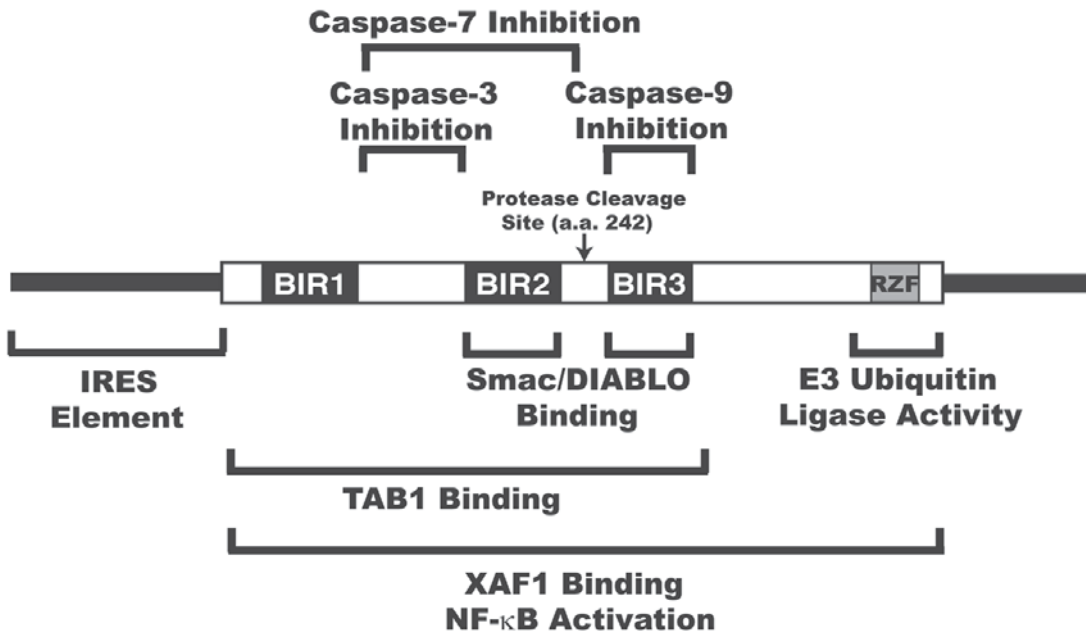 Caspase-7 Inhibition
Caspase-3
Inhibition
Caspase-9
Inhibition
Protease Cleavage
Site (a.a. 242)
BIR1
BIR2
BIR3
RZF
IRES
Element
Smac/DIABLO
Binding
E3 Ubiquitin
Ligase Activity
TAB1 Binding
XAF1 Binding
NF-κB Activation